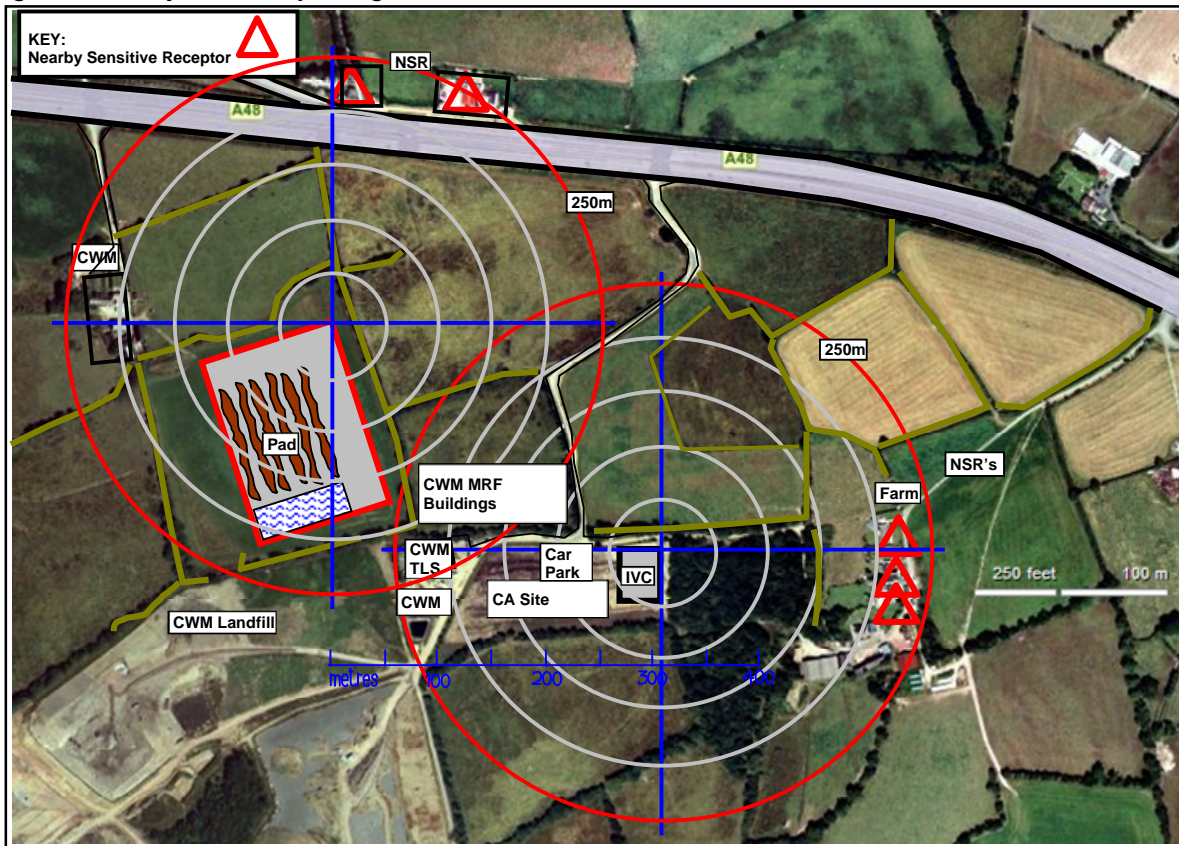 KEY:
Nearby Sensitive Receptor
NSR
A48
A48
250m
CWM
250m
Pad
CWM MRF
Buildings
NSR's
Farm
CWM
TLS
Car
Park
IVC
250 feet
100 m
CWM
CA Site
CWM Landfill
metres
100
200
300
400